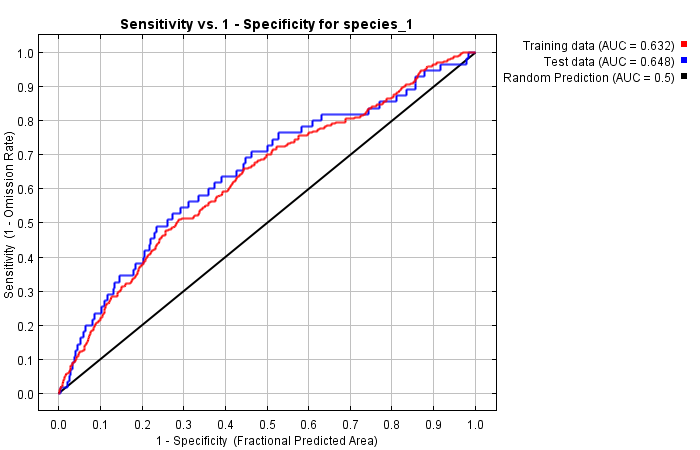 Sensitivity vs. 1 - Specificity for species_1
Training data (AUC = 0.632)
Test data (AUC = 0.648)
Random Prediction (AUC = 0.5)
Sensitivity (1 - Omission Rate)
1.0
0.9
0.8
0.7
0.6
0.5
0.4
0.3
0.2
0.1
0.0
0.0 0.1 0.2 0.3 0.4 0.5 0.6 0.7 0.8 0.9 1.0
1 - Specificity (Fractional Predicted Area)